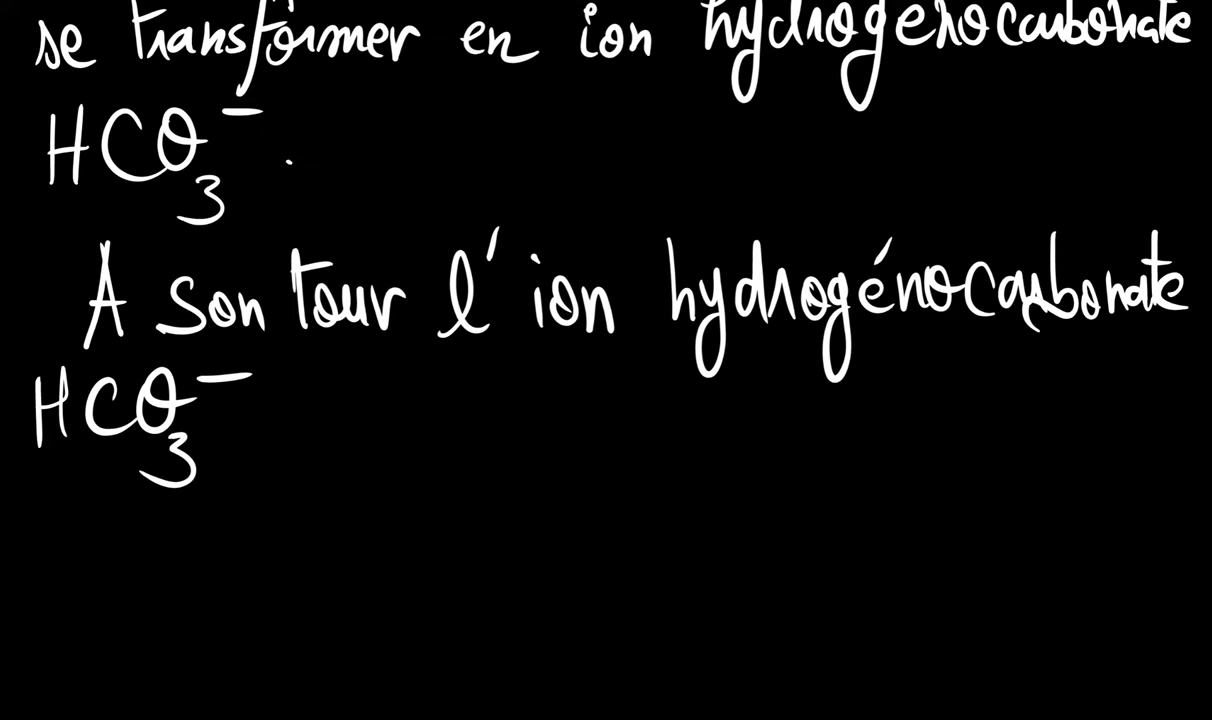 se transformer en ion hydrogénocarbonate
HCO₃⁻.
A son tour l'ion hydrogénocarbonate
HCO₃⁻